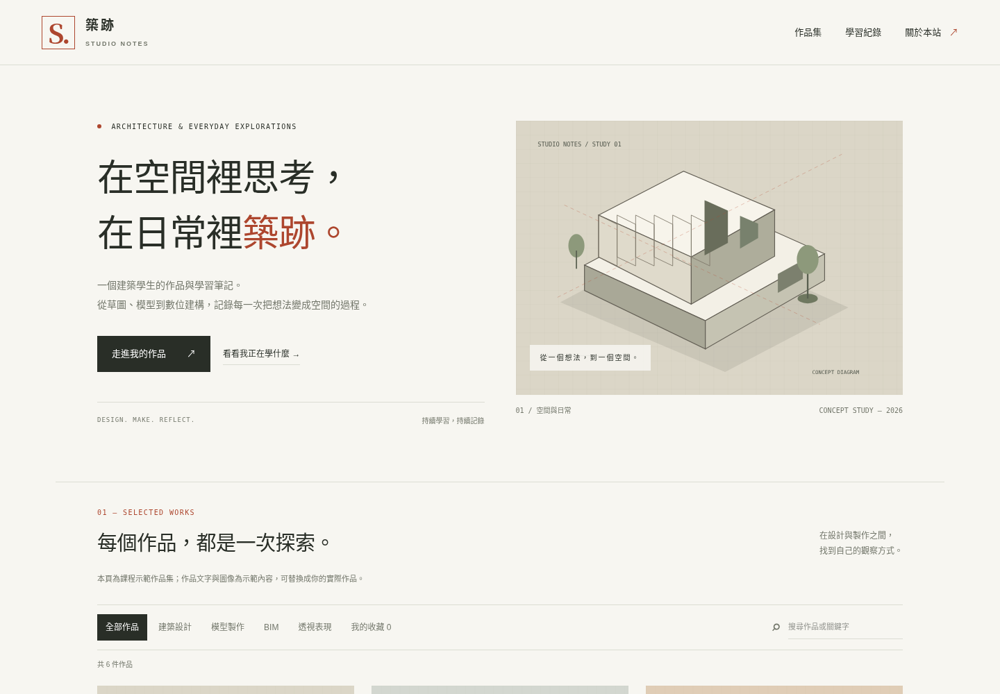 S.
築跡
STUDIO NOTES
作品集
學習紀錄
關於本站 ↗
ARCHITECTURE & EVERYDAY EXPLORATIONS
在空間裡思考，
在日常裡築跡。
一個建築學生的作品與學習筆記。
從草圖、模型到數位建構，記錄每一次把想法變成空間的過程。
走進我的作品 ↗
看看我正在學什麼 →
DESIGN. MAKE. REFLECT.
持續學習，持續記錄
STUDIO NOTES / STUDY 01
從一個想法，到一個空間。
CONCEPT DIAGRAM
01 / 空間與日常
CONCEPT STUDY — 2026
01 — SELECTED WORKS
每個作品，都是一次探索。
在設計與製作之間，
找到自己的觀察方式。
本頁為課程示範作品集；作品文字與圖像為示範內容，可替換成你的實際作品。
全部作品
建築設計
模型製作
BIM
透視表現
我的收藏 0
搜尋作品或關鍵字
共 6 件作品